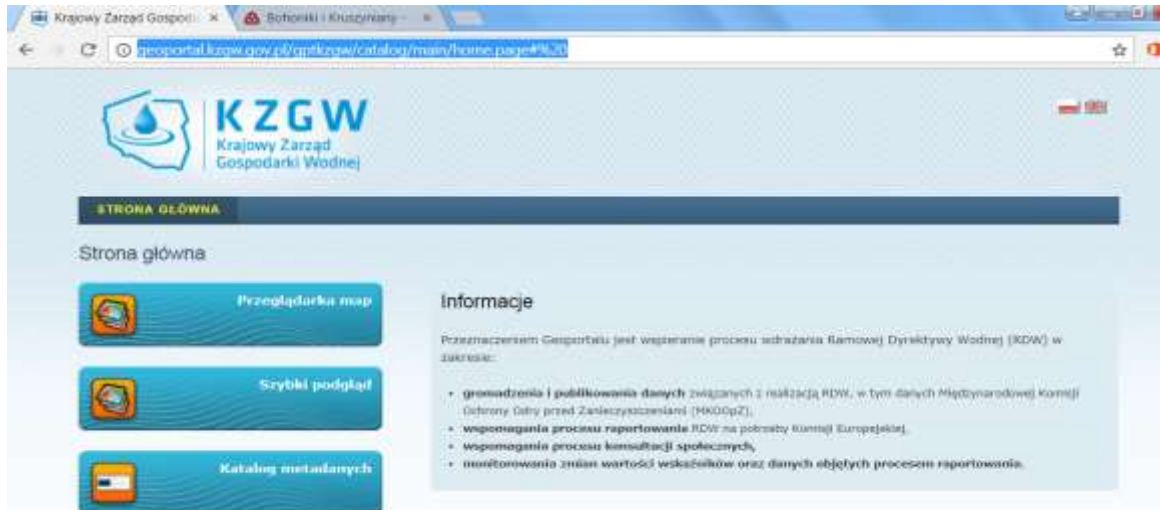 Krajowy Zarząd Gospod
Bohoniki i Kruszyniany -
geoportal.kzgw.gov.pl/gptkzgw/catalog/main/home.page#%20
KZGW
Krajowy Zarząd
Gospodarki Wodnej
STRONA GŁÓWNA
Strona główna
Przeglądarka map
Informacje
Przeznaczeniem Geoportalu jest wspieranie procesu wdrażania Ramowej Dyrektywy Wodnej (RDW) w
zakresie:
Szybki podgląd
• gromadzenia i publikowania danych związanych z realizacją RDW, w tym danych Międzynarodowej Komisji
Ochrony Odry przed Zanieczyszczeniami (MKOOpZ),
• wspomagania procesu raportowania RDW na potrzeby Komisji Europejskiej,
• wspomagania procesu konsultacji społecznych,
• monitorowania zmian wartości wskaźników oraz danych objętych procesem raportowania.
Katalog metadanych